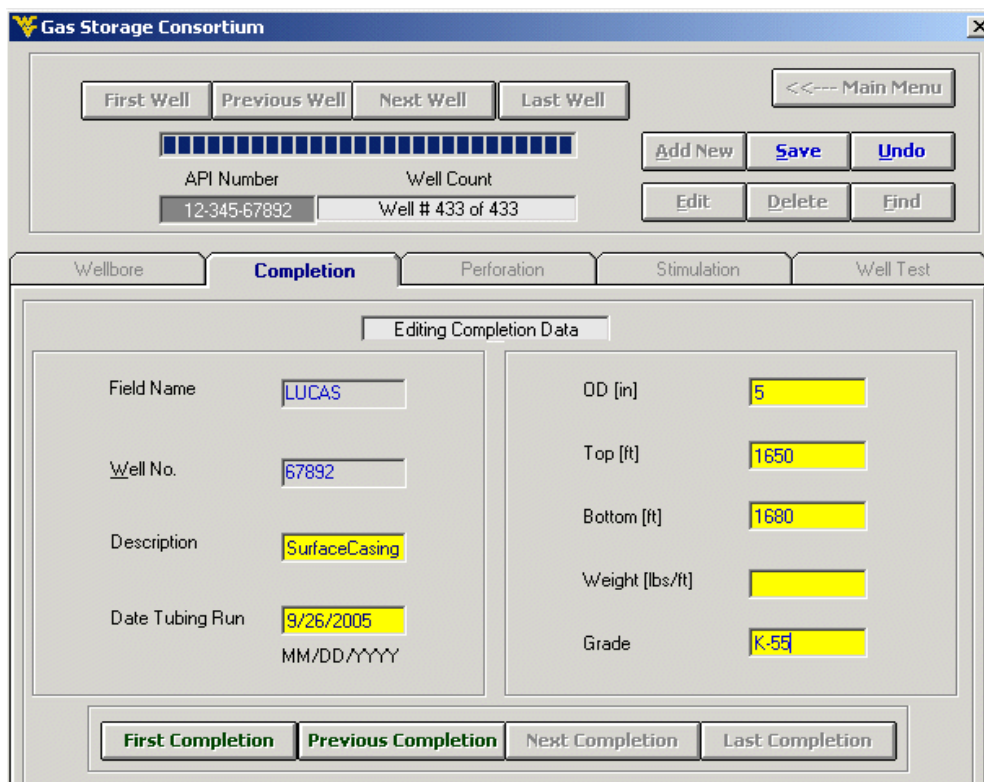 Gas Storage Consortium
First Well Previous Well Next Well Last Well <<--- Main Menu
Add New Save Undo
API Number Well Count
12-345-67892 Well # 433 of 433 Edit Delete Find
Wellbore Completion Perforation Stimulation Well Test
Editing Completion Data
Field Name LUCAS
Well No. 67892
Description SurfaceCasing
Date Tubing Run 9/26/2005
MM/DD/YYYY
OD [in] 5
Top [ft] 1650
Bottom [ft] 1680
Weight [lbs/ft]
Grade K-55
First Completion Previous Completion Next Completion Last Completion